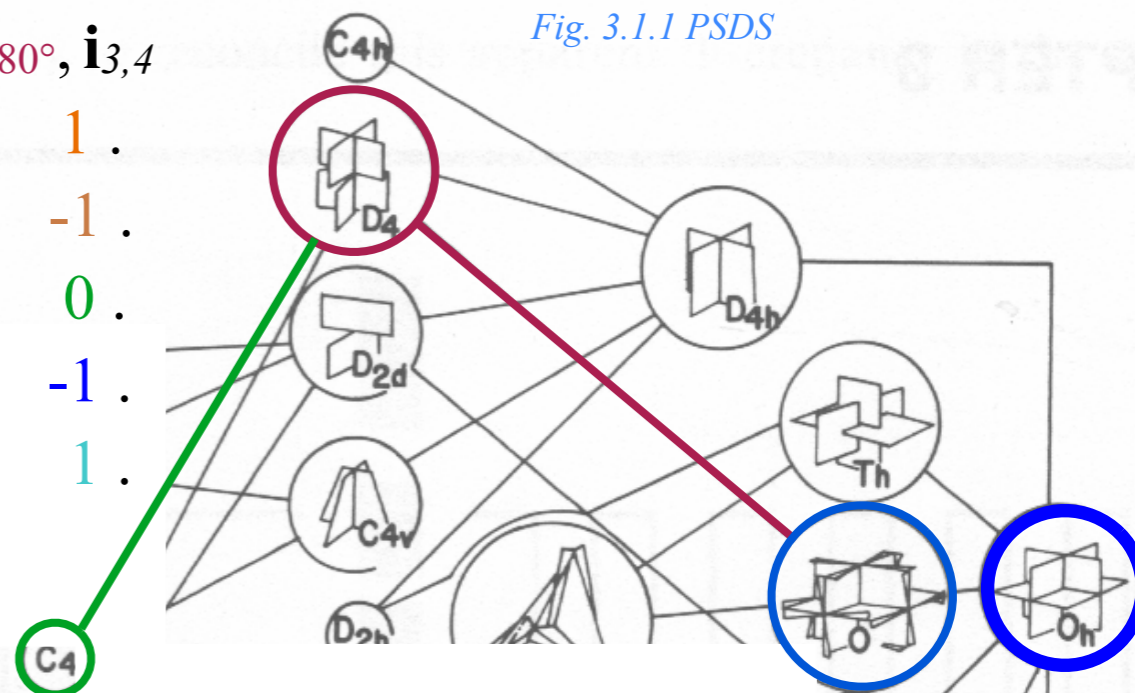 Fig. 3.1.1 PSDS
80°, i3,4
C4h
1 .
D4
-1 .
0 .
D4h
D2d
-1 .
1 .
Th
C4v
D2h
O
Oh
C4